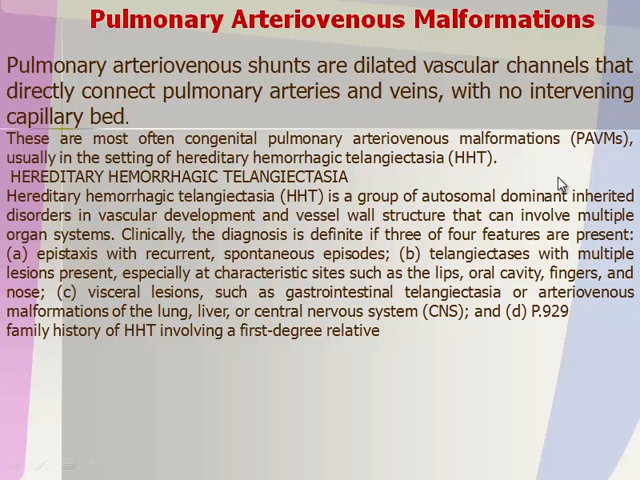 Pulmonary Arteriovenous Malformations
Pulmonary arteriovenous shunts are dilated vascular channels that
directly connect pulmonary arteries and veins, with no intervening
capillary bed.
These are most often congenital pulmonary arteriovenous malformations (PAVMs),
usually in the setting of hereditary hemorrhagic telangiectasia (HHT).
HEREDITARY HEMORRHAGIC TELANGIECTASIA
Hereditary hemorrhagic telangiectasia (HHT) is a group of autosomal dominant inherited
disorders in vascular development and vessel wall structure that can involve multiple
organ systems. Clinically, the diagnosis is definite if three of four features are present:
(a) epistaxis with recurrent, spontaneous episodes; (b) telangiectases with multiple
lesions present, especially at characteristic sites such as the lips, oral cavity, fingers, and
nose; (c) visceral lesions, such as gastrointestinal telangiectasia or arteriovenous
malformations of the lung, liver, or central nervous system (CNS); and (d) P.929
family history of HHT involving a first-degree relative